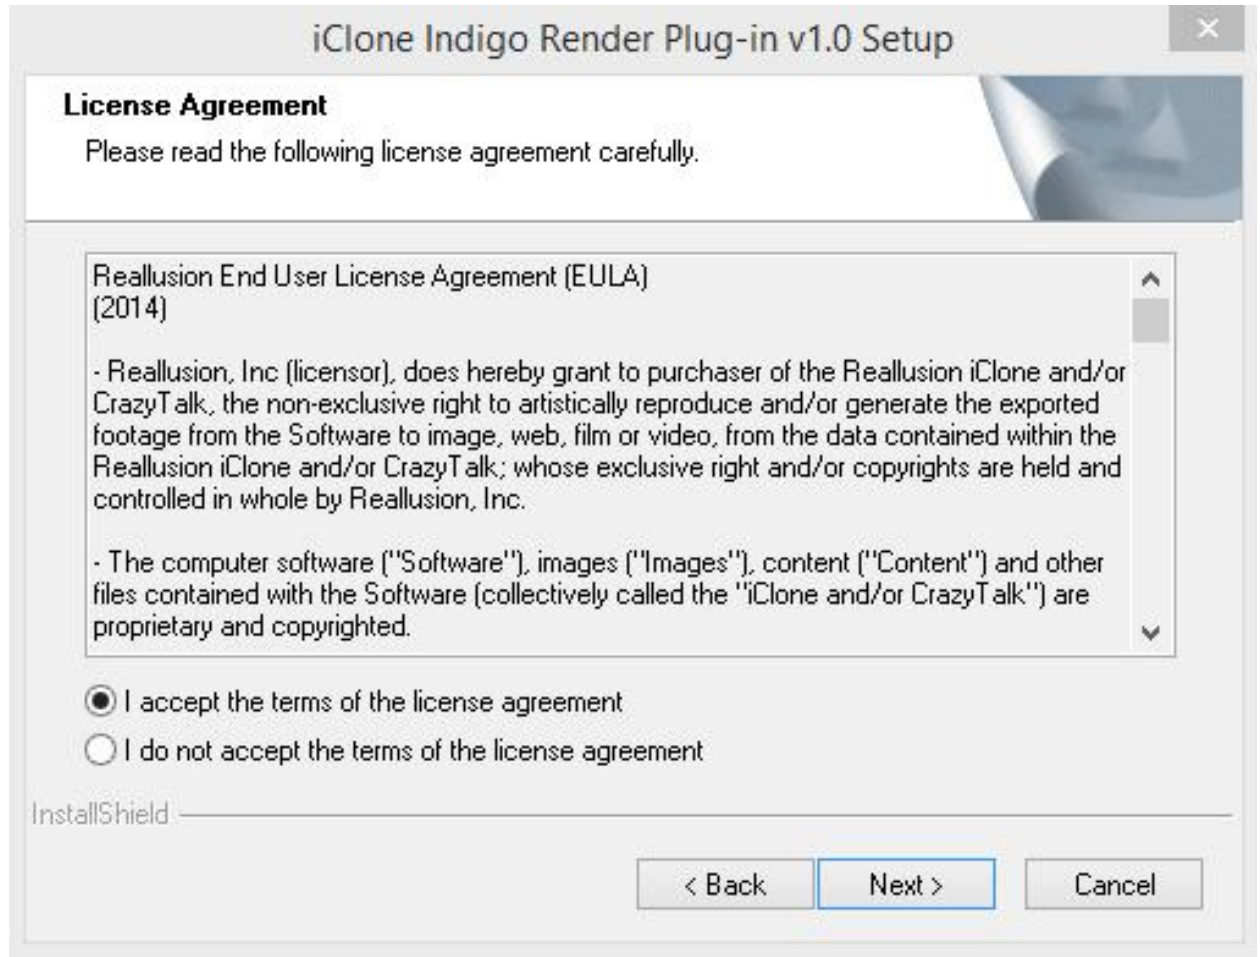 iClone Indigo Render Plug-in v1.0 Setup
License Agreement
Please read the following license agreement carefully.
Reallusion End User License Agreement (EULA)
(2014)
- Reallusion, Inc (licensor), does hereby grant to purchaser of the Reallusion iClone and/or
CrazyTalk, the non-exclusive right to artistically reproduce and/or generate the exported
footage from the Software to image, web, film or video, from the data contained within the
Reallusion iClone and/or CrazyTalk; whose exclusive right and/or copyrights are held and
controlled in whole by Reallusion, Inc.
- The computer software ("Software"), images ("Images"), content ("Content") and other
files contained with the Software (collectively called the "iClone and/or CrazyTalk") are
proprietary and copyrighted.
I accept the terms of the license agreement
I do not accept the terms of the license agreement
InstallShield
< Back
Next >
Cancel